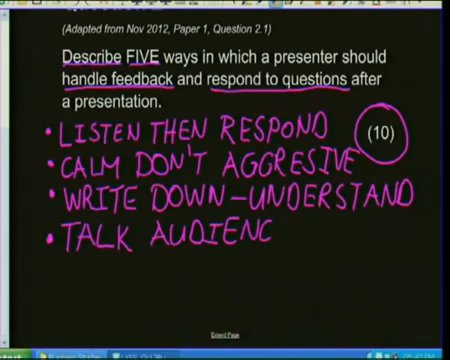 (Adapted from Nov 2012, Paper 1, Question 2.1)
Describe FIVE ways in which a presenter should
handle feedback and respond to questions after
a presentation.
(10)
• LISTEN THEN RESPOND
• CALM DON'T AGGRESIVE
• WRITE DOWN – UNDERSTAND
• TALK AUDIENC
Extend Page